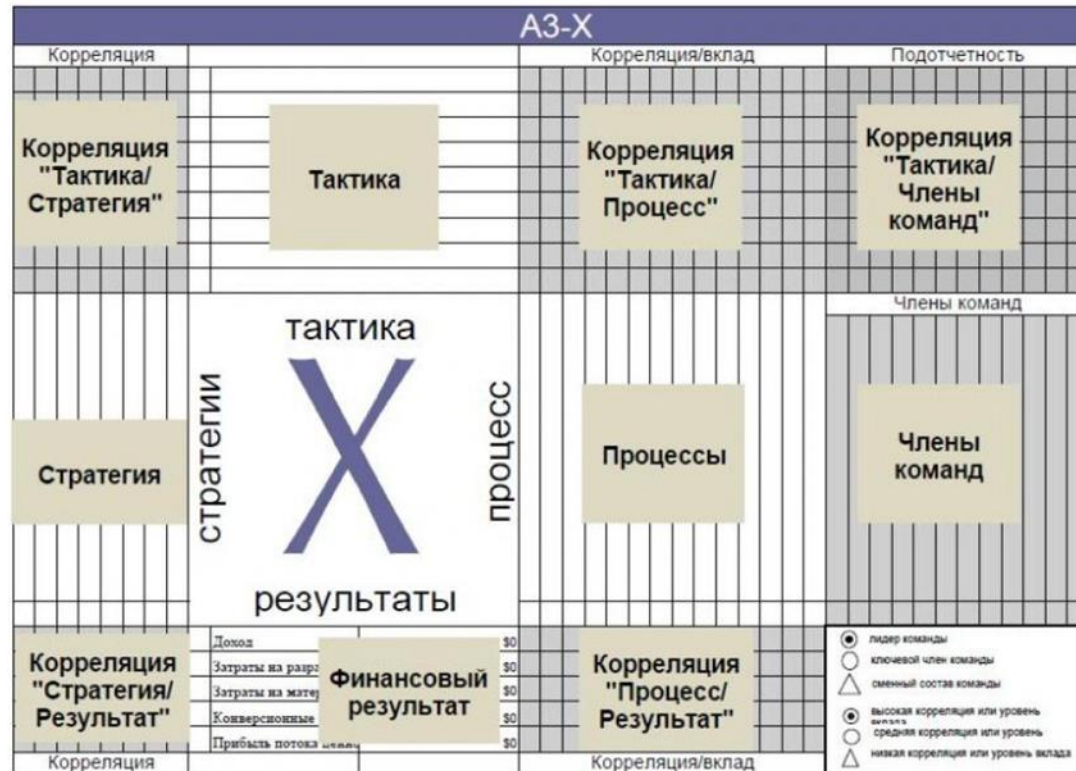 А3-X
Корреляция
Корреляция/вклад
Подотчетность
Корреляция
"Тактика/
Стратегия"
Тактика
Корреляция
"Тактика/
Процесс"
Корреляция
"Тактика/
Члены
команд"
Члены команд
тактика
стратегии
X
процесс
результаты
Стратегия
Процессы
Члены
команд
Корреляция
"Стратегия/
Результат"
Доход
$0
Затраты на
$0
Затраты на
$0
Конверсионные
$0
Прибыль потока
$0
Финансовый
результат
Корреляция
"Процесс/
Результат"
лидер команды
ключевой член команды
сменный состав команды
высокая корреляция или уровень
средняя корреляция или уровень
низкая корреляция или уровень вклада
Корреляция
Корреляция/вклад